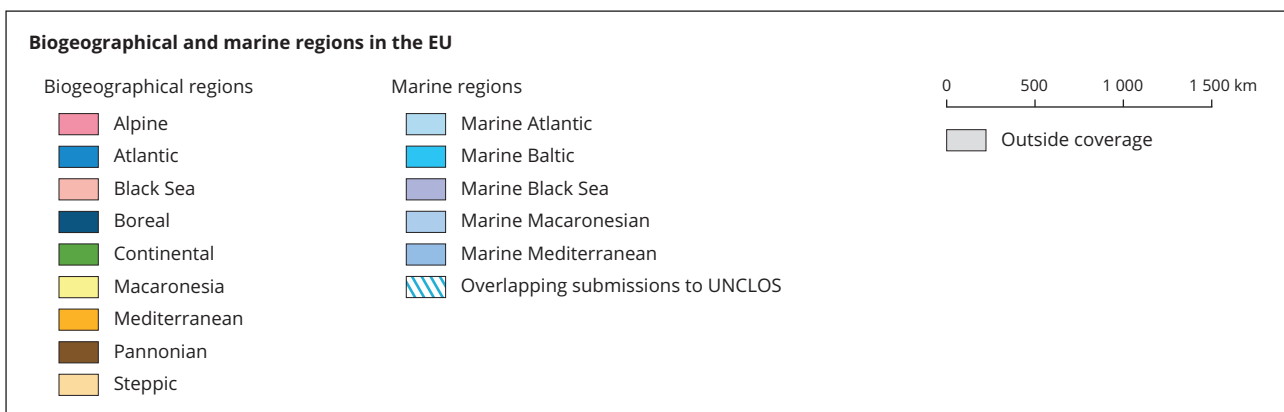 Biogeographical and marine regions in the EU
Biogeographical regions
Alpine
Atlantic
Black Sea
Boreal
Continental
Macaronesia
Mediterranean
Pannonian
Steppic
Marine regions
Marine Atlantic
Marine Baltic
Marine Black Sea
Marine Macaronesian
Marine Mediterranean
Overlapping submissions to UNCLOS
0 500 1 000 1 500 km
Outside coverage